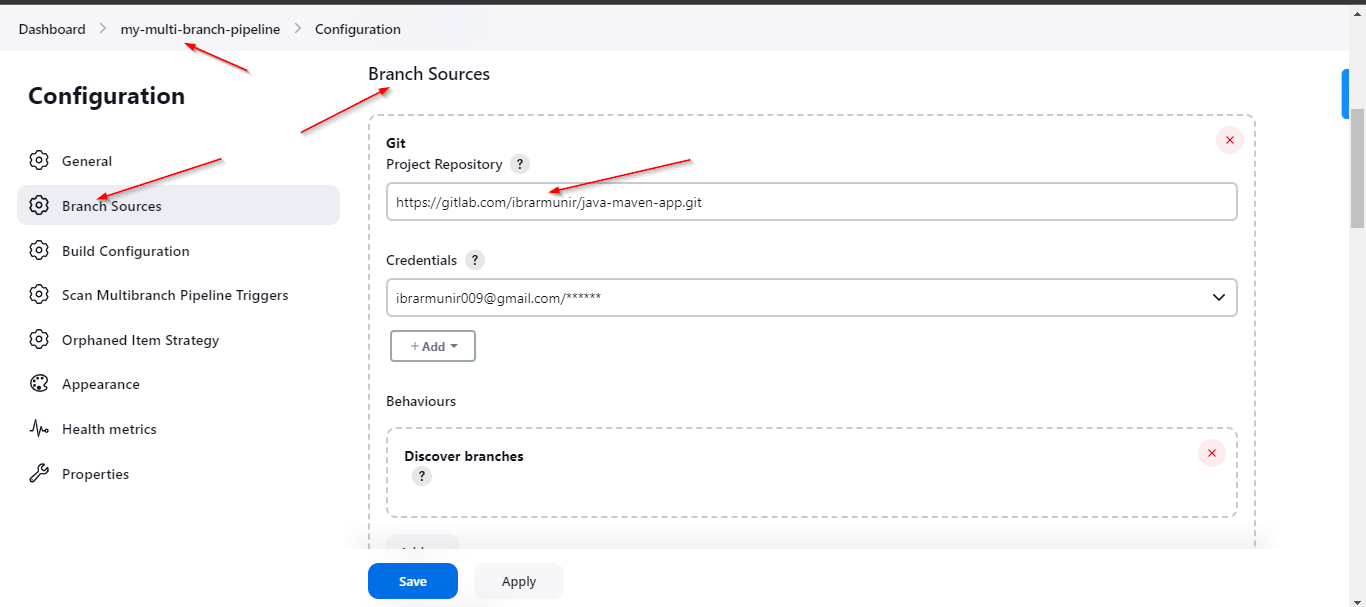 Dashboard > my-multi-branch-pipeline > Configuration
Configuration
General
Branch Sources
Build Configuration
Scan Multibranch Pipeline Triggers
Orphaned Item Strategy
Appearance
Health metrics
Properties
Branch Sources
Git
Project Repository ?
https://gitlab.com/ibrarmunir/java-maven-app.git
Credentials ?
ibrarmunir009@gmail.com/******
+ Add
Behaviours
Discover branches
?
Save Apply